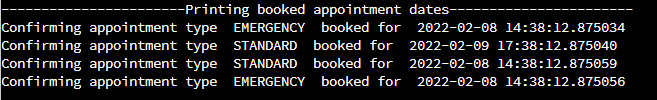 -----------------------Printing booked appointment dates-----------------------
Confirming appointment type  EMERGENCY  booked for  2022-02-08 14:38:12.875034
Confirming appointment type  STANDARD  booked for  2022-02-09 17:38:12.875040
Confirming appointment type  STANDARD  booked for  2022-02-08 14:38:12.875059
Confirming appointment type  EMERGENCY  booked for  2022-02-08 14:38:12.875056